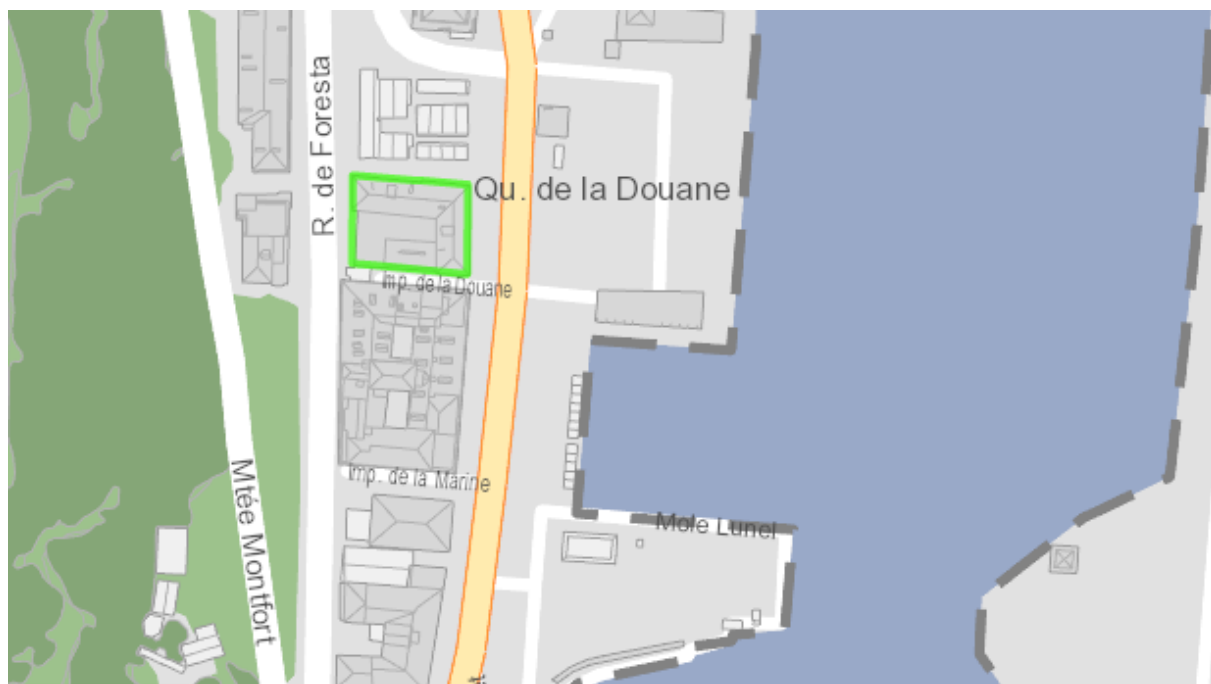 R. de Foresta
Qu. de la Douane
Imp. de la Douane
Imp. de la Marine
Mtée Montfort
Mole Lunel